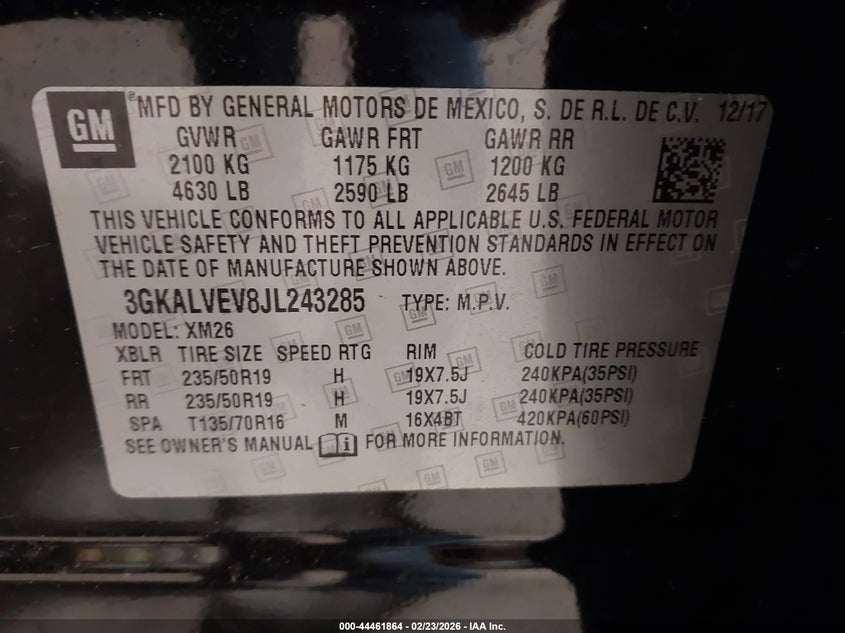 GM
® MFD BY GENERAL MOTORS DE MEXICO, S. DE R.L. DE C.V. 12/17
GVWR GAWR FRT GAWR RR
2100 KG 1175 KG 1200 KG
4630 LB 2590 LB 2645 LB
THIS VEHICLE CONFORMS TO ALL APPLICABLE U.S. FEDERAL MOTOR
VEHICLE SAFETY AND THEFT PREVENTION STANDARDS IN EFFECT ON
THE DATE OF MANUFACTURE SHOWN ABOVE.
3GKALVEV8JL243285 TYPE: M.P.V.
MODEL: XM26
XBLR TIRE SIZE SPEED RTG RIM COLD TIRE PRESSURE
FRT 235/50R19 H 19X7.5J 240KPA(35PSI)
RR 235/50R19 H 19X7.5J 240KPA(35PSI)
SPA T135/70R16 M 16X4BT 420KPA(60PSI)
SEE OWNER'S MANUAL i FOR MORE INFORMATION.
000-44461864 - 02/23/2026 - IAA Inc.